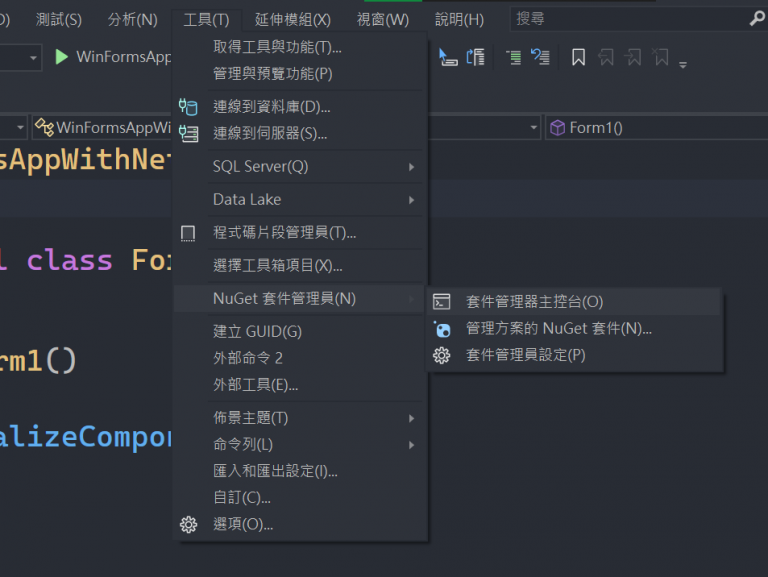 D) 測試(S) 分析(N) 工具(T) 延伸模組(X) 視窗(W) 說明(H) 搜尋
WinFormsApp
WinFormsAppWi
Form1()
取得工具與功能(T)...
管理與預覽功能(P)
連線到資料庫(D)...
連線到伺服器(S)...
SQL Server(Q)
Data Lake
程式碼片段管理員(T)...
選擇工具箱項目(X)...
NuGet 套件管理員(N)
建立 GUID(G)
外部命令 2
外部工具(E)...
佈景主題(T)
命令列(L)
匯入和匯出設定(I)...
自訂(C)...
選項(O)...
套件管理器主控台(O)
管理方案的 NuGet 套件(N)...
套件管理員設定(P)
sAppWithNet
l class For
rm1()
alizeCompon